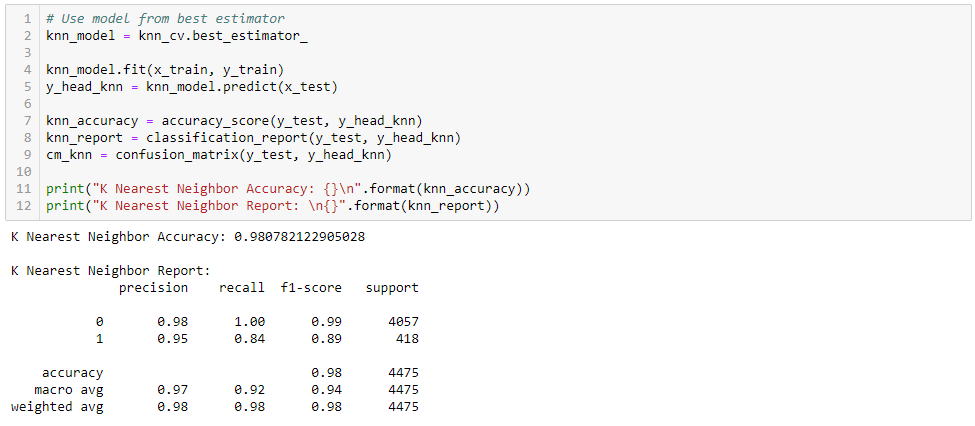 1 # Use model from best estimator
2 knn_model = knn_cv.best_estimator_
3
4 knn_model.fit(x_train, y_train)
5 y_head_knn = knn_model.predict(x_test)
6
7 knn_accuracy = accuracy_score(y_test, y_head_knn)
8 knn_report = classification_report(y_test, y_head_knn)
9 cm_knn = confusion_matrix(y_test, y_head_knn)
10
11 print("K Nearest Neighbor Accuracy: {}\n".format(knn_accuracy))
12 print("K Nearest Neighbor Report: \n{}".format(knn_report))
K Nearest Neighbor Accuracy: 0.980782122905028
K Nearest Neighbor Report:
precision recall f1-score support
0 0.98 1.00 0.99 4057
1 0.95 0.84 0.89 418
accuracy 0.98 4475
macro avg 0.97 0.92 0.94 4475
weighted avg 0.98 0.98 0.98 4475